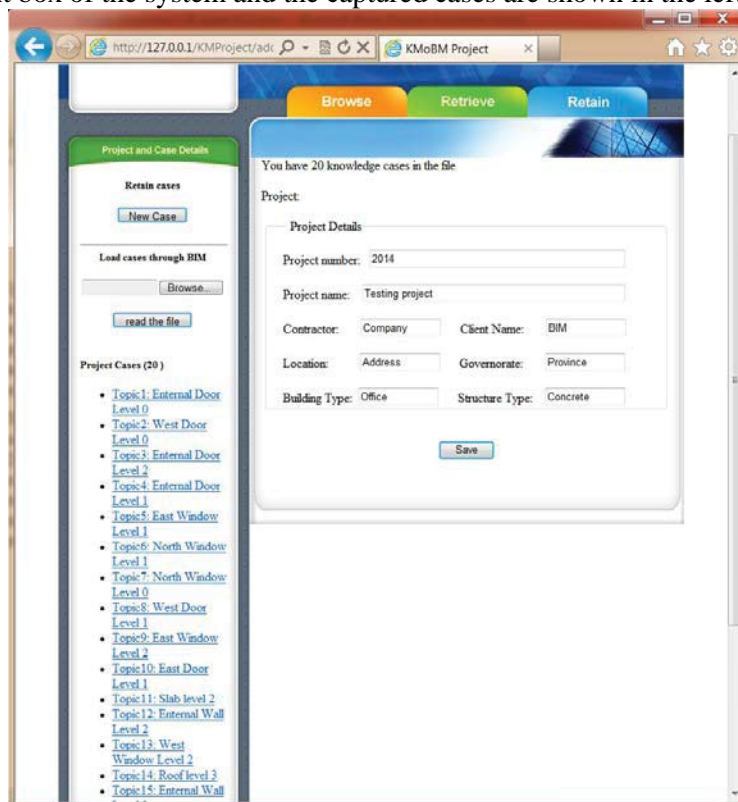 t box of the system and the captured cases are shown in the left
http://127.0.0.1/KMProject/adc
KMoBM Project
Browse
Retrieve
Retain
Project and Case Details
Retain cases
New Case
Load cases through BIM
Browse...
read the file
Project Cases (20 )
Topic1: Enternal Door
Level 0
Topic2: West Door
Level 0
Topic3: Enternal Door
Level 2
Topic4: Enternal Door
Level 1
Topic5: East Window
Level 1
Topic6: North Window
Level 1
Topic7: North Window
Level 0
Topic8: West Door
Level 1
Topic9: East Window
Level 2
Topic10: East Door
Level 1
Topic11: Slab level 2
Topic12: Enternal Wall
Level 2
Topic13: West
Window Level 2
Topic14: Roof level 3
Topic15: Enternal Wall
You have 20 knowledge cases in the file
Project:
Project Details
Project number: 2014
Project name: Testing project
Contractor: Company Client Name: BIM
Location: Address Governorate: Province
Building Type: Office Structure Type: Concrete
Save